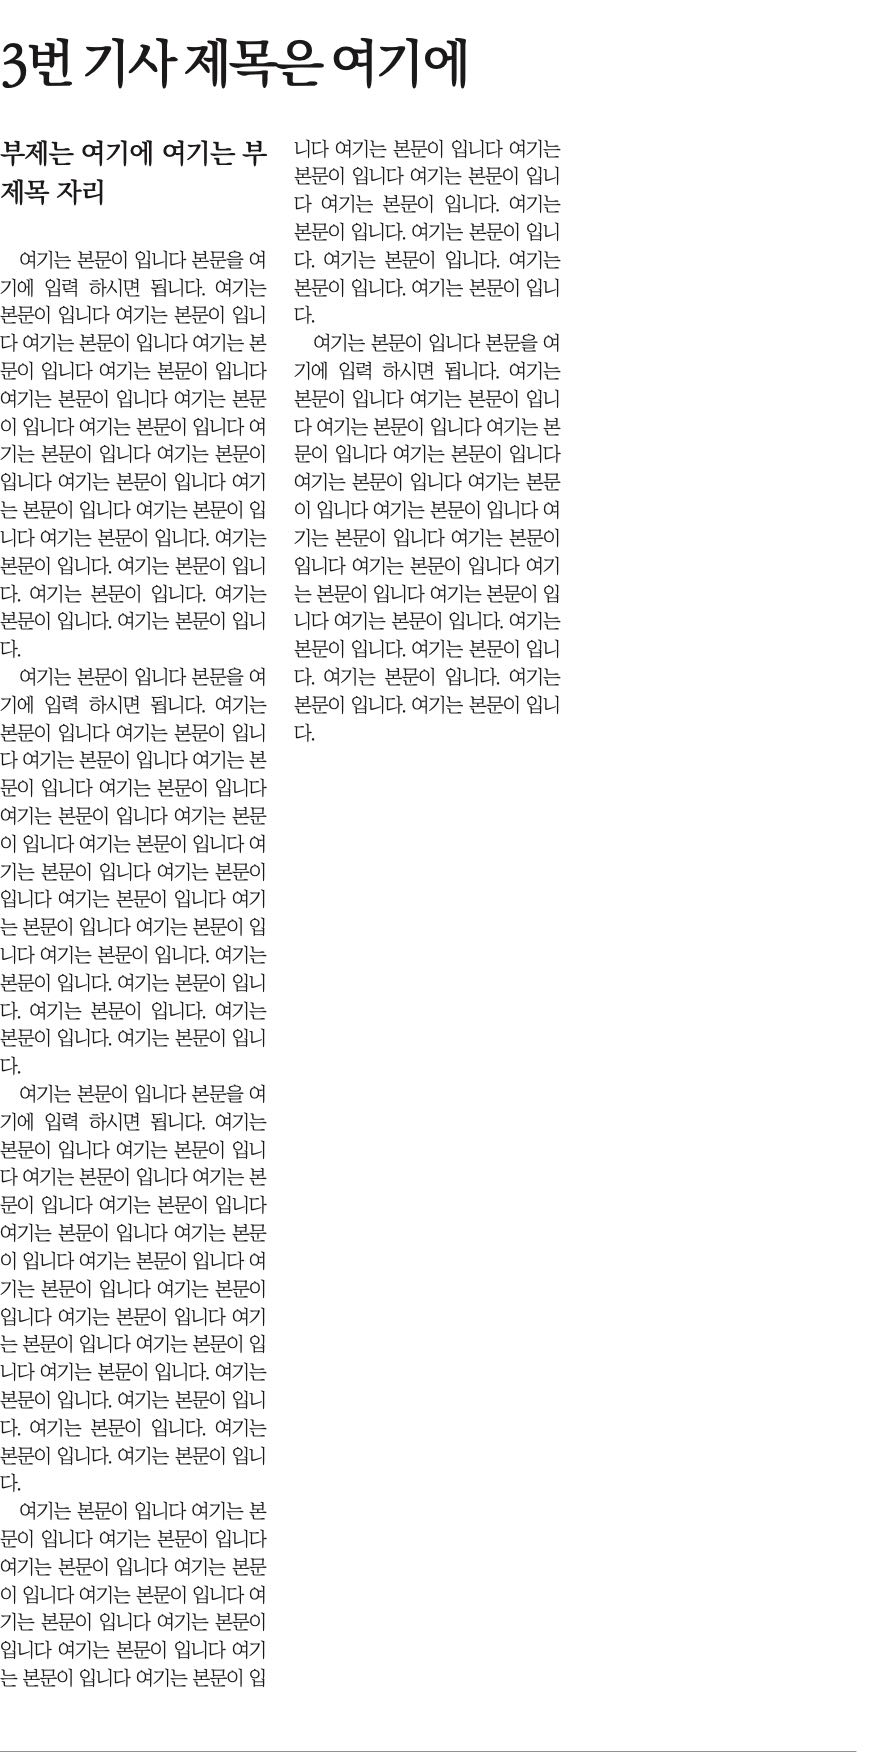 3번 기사 제목은 여기에
부제는 여기에 여기는 부
제목 자리
여기는 본문이 입니다 본문을 여
기에 입력 하시면 됩니다. 여기는
본문이 입니다 여기는 본문이 입니
다 여기는 본문이 입니다 여기는 본
문이 입니다 여기는 본문이 입니다
여기는 본문이 입니다 여기는 본문
이 입니다 여기는 본문이 입니다 여
기는 본문이 입니다 여기는 본문이
입니다 여기는 본문이 입니다 여기
는 본문이 입니다 여기는 본문이 입
니다 여기는 본문이 입니다. 여기는
본문이 입니다. 여기는 본문이 입니
다. 여기는 본문이 입니다. 여기는
본문이 입니다. 여기는 본문이 입니
다.
여기는 본문이 입니다 본문을 여
기에 입력 하시면 됩니다. 여기는
본문이 입니다 여기는 본문이 입니
다 여기는 본문이 입니다 여기는 본
문이 입니다 여기는 본문이 입니다
여기는 본문이 입니다 여기는 본문
이 입니다 여기는 본문이 입니다 여
기는 본문이 입니다 여기는 본문이
입니다 여기는 본문이 입니다 여기
는 본문이 입니다 여기는 본문이 입
니다 여기는 본문이 입니다. 여기는
본문이 입니다. 여기는 본문이 입니
다. 여기는 본문이 입니다. 여기는
본문이 입니다. 여기는 본문이 입니
다.
여기는 본문이 입니다 본문을 여
기에 입력 하시면 됩니다. 여기는
본문이 입니다 여기는 본문이 입니
다 여기는 본문이 입니다 여기는 본
문이 입니다 여기는 본문이 입니다
여기는 본문이 입니다 여기는 본문
이 입니다 여기는 본문이 입니다 여
기는 본문이 입니다 여기는 본문이
입니다 여기는 본문이 입니다 여기
는 본문이 입니다 여기는 본문이 입
니다 여기는 본문이 입니다. 여기는
본문이 입니다. 여기는 본문이 입니
다. 여기는 본문이 입니다. 여기는
본문이 입니다. 여기는 본문이 입니
다.
여기는 본문이 입니다 여기는 본
문이 입니다 여기는 본문이 입니다
여기는 본문이 입니다 여기는 본문
이 입니다 여기는 본문이 입니다 여
기는 본문이 입니다 여기는 본문이
입니다 여기는 본문이 입니다 여기
는 본문이 입니다 여기는 본문이 입
니다 여기는 본문이 입니다 여기는
본문이 입니다 여기는 본문이 입니
다 여기는 본문이 입니다. 여기는
본문이 입니다. 여기는 본문이 입니
다. 여기는 본문이 입니다. 여기는
본문이 입니다. 여기는 본문이 입니
다.
여기는 본문이 입니다 본문을 여
기에 입력 하시면 됩니다. 여기는
본문이 입니다 여기는 본문이 입니
다 여기는 본문이 입니다 여기는 본
문이 입니다 여기는 본문이 입니다
여기는 본문이 입니다 여기는 본문
이 입니다 여기는 본문이 입니다 여
기는 본문이 입니다 여기는 본문이
입니다 여기는 본문이 입니다 여기
는 본문이 입니다 여기는 본문이 입
니다 여기는 본문이 입니다. 여기는
본문이 입니다. 여기는 본문이 입니
다. 여기는 본문이 입니다. 여기는
본문이 입니다. 여기는 본문이 입니
다.